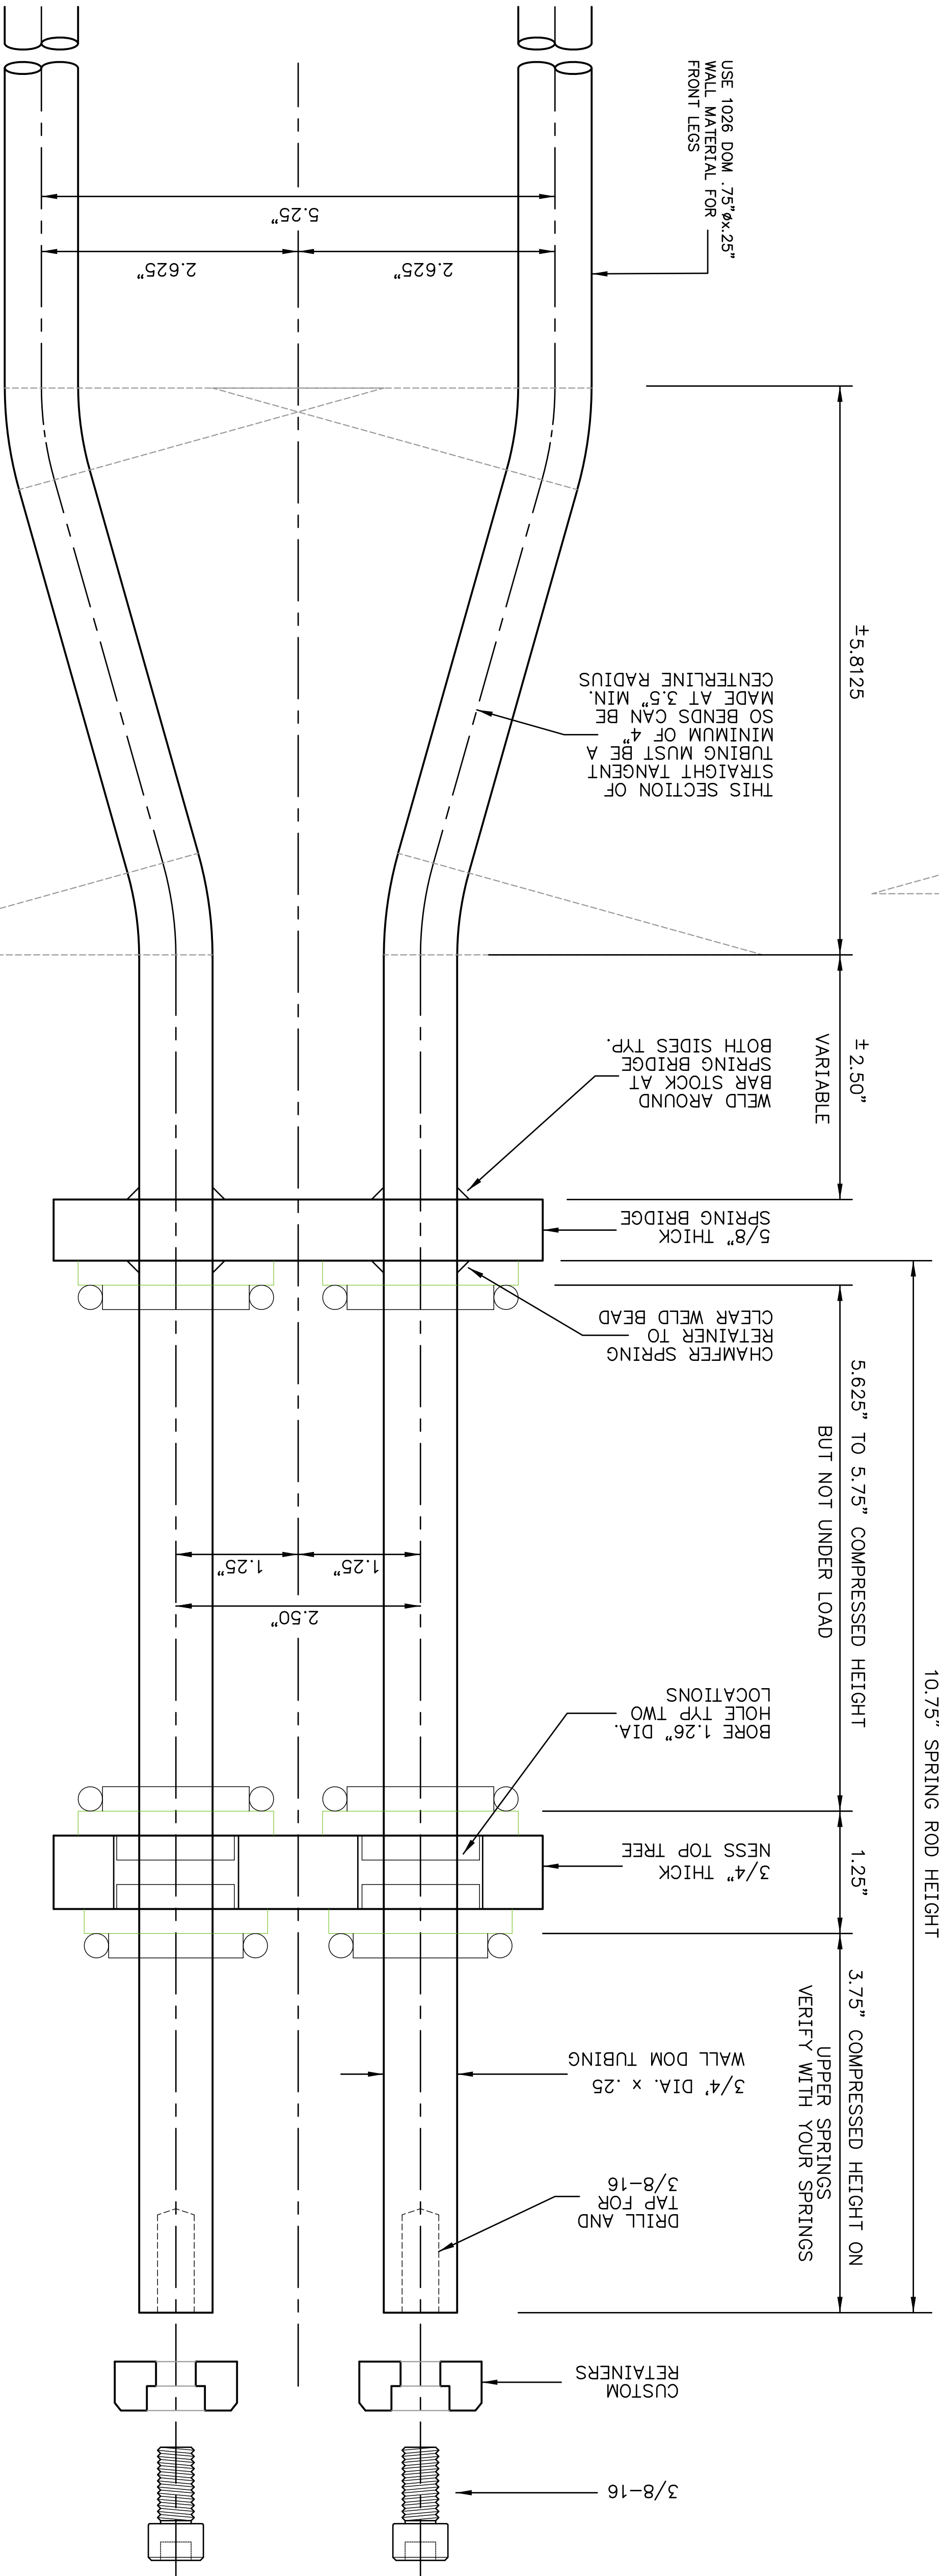 USE 1026 DOM .75"øx.25"
WALL MATERIAL FOR
FRONT LEGS
5.25"
2.625"
2.625"
±5.8125
THIS SECTION OF
TUBING MUST BE A
STRAIGHT TANGENT
MINIMUM OF 4"
SO BENDS CAN BE
MADE AT 3.5" MIN.
CENTERLINE RADIUS
±2.50"
VARIABLE
WELD AROUND
BAR STOCK AT
SPRING BRIDGE
BOTH SIDES TYP.
5/8" THICK
SPRING BRIDGE
CHAMFER SPRING
RETAINER TO
CLEAR WELD BEAD
5.625" TO 5.75" COMPRESSED HEIGHT
BUT NOT UNDER LOAD
10.75" SPRING ROD HEIGHT
1.25"
1.25"
2.50"
BORE 1.26" DIA.
HOLE TYP TWO
LOCATIONS
3/4" THICK
NESS TOP TREE
1.25"
3.75" COMPRESSED HEIGHT ON
UPPER SPRINGS
VERIFY WITH YOUR SPRINGS
3/4' DIA. x .25
WALL DOM TUBING
DRILL AND
TAP FOR
3/8-16
CUSTOM
RETAINERS
3/8-16